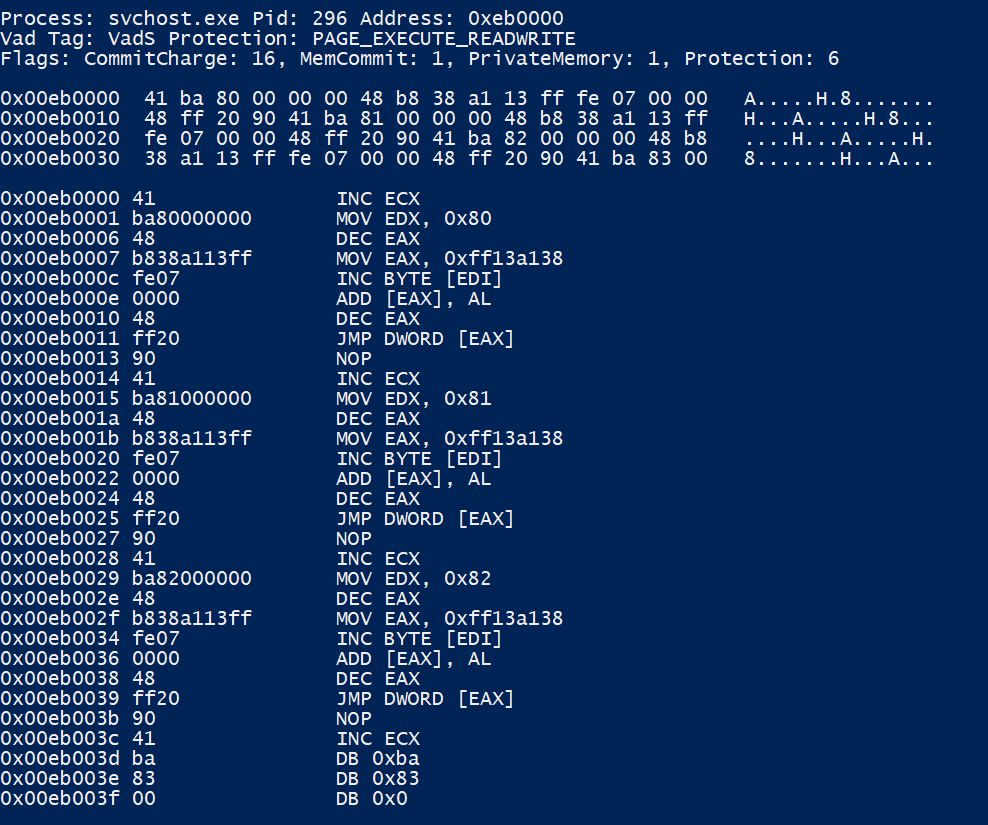 Process: svchost.exe Pid: 296 Address: 0xeb0000
Vad Tag: VadS Protection: PAGE_EXECUTE_READWRITE
Flags: CommitCharge: 16, MemCommit: 1, PrivateMemory: 1, Protection: 6

0x00eb0000  41 ba 80 00 00 00 48 b8 38 a1 13 ff fe 07 00 00   A.....H.8.......
0x00eb0010  48 ff 20 90 41 ba 81 00 00 00 48 b8 38 a1 13 ff   H...A.....H.8...
0x00eb0020  fe 07 00 00 48 ff 20 90 41 ba 82 00 00 00 48 b8   ....H...A.....H.
0x00eb0030  38 a1 13 ff fe 07 00 00 48 ff 20 90 41 ba 83 00   8.......H...A...

0x00eb0000 41               INC ECX
0x00eb0001 ba80000000       MOV EDX, 0x80
0x00eb0006 48               DEC EAX
0x00eb0007 b838a113ff       MOV EAX, 0xff13a138
0x00eb000c fe07             INC BYTE [EDI]
0x00eb000e 0000             ADD [EAX], AL
0x00eb0010 48               DEC EAX
0x00eb0011 ff20             JMP DWORD [EAX]
0x00eb0013 90               NOP
0x00eb0014 41               INC ECX
0x00eb0015 ba81000000       MOV EDX, 0x81
0x00eb001a 48               DEC EAX
0x00eb001b b838a113ff       MOV EAX, 0xff13a138
0x00eb0020 fe07             INC BYTE [EDI]
0x00eb0022 0000             ADD [EAX], AL
0x00eb0024 48               DEC EAX
0x00eb0025 ff20             JMP DWORD [EAX]
0x00eb0027 90               NOP
0x00eb0028 41               INC ECX
0x00eb0029 ba82000000       MOV EDX, 0x82
0x00eb002e 48               DEC EAX
0x00eb002f b838a113ff       MOV EAX, 0xff13a138
0x00eb0034 fe07             INC BYTE [EDI]
0x00eb0036 0000             ADD [EAX], AL
0x00eb0038 48               DEC EAX
0x00eb0039 ff20             JMP DWORD [EAX]
0x00eb003b 90               NOP
0x00eb003c 41               INC ECX
0x00eb003d ba               DB 0xba
0x00eb003e 83               DB 0x83
0x00eb003f 00               DB 0x0